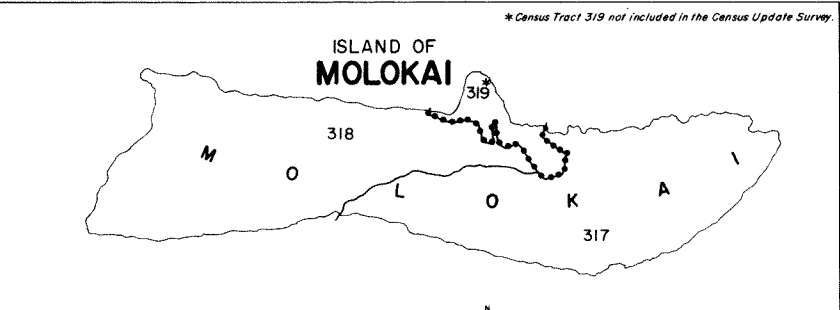 * Census Tract 319 not included in the Census Update Survey.
ISLAND OF
MOLOKAI
319
318
M O L O K A I
317
N